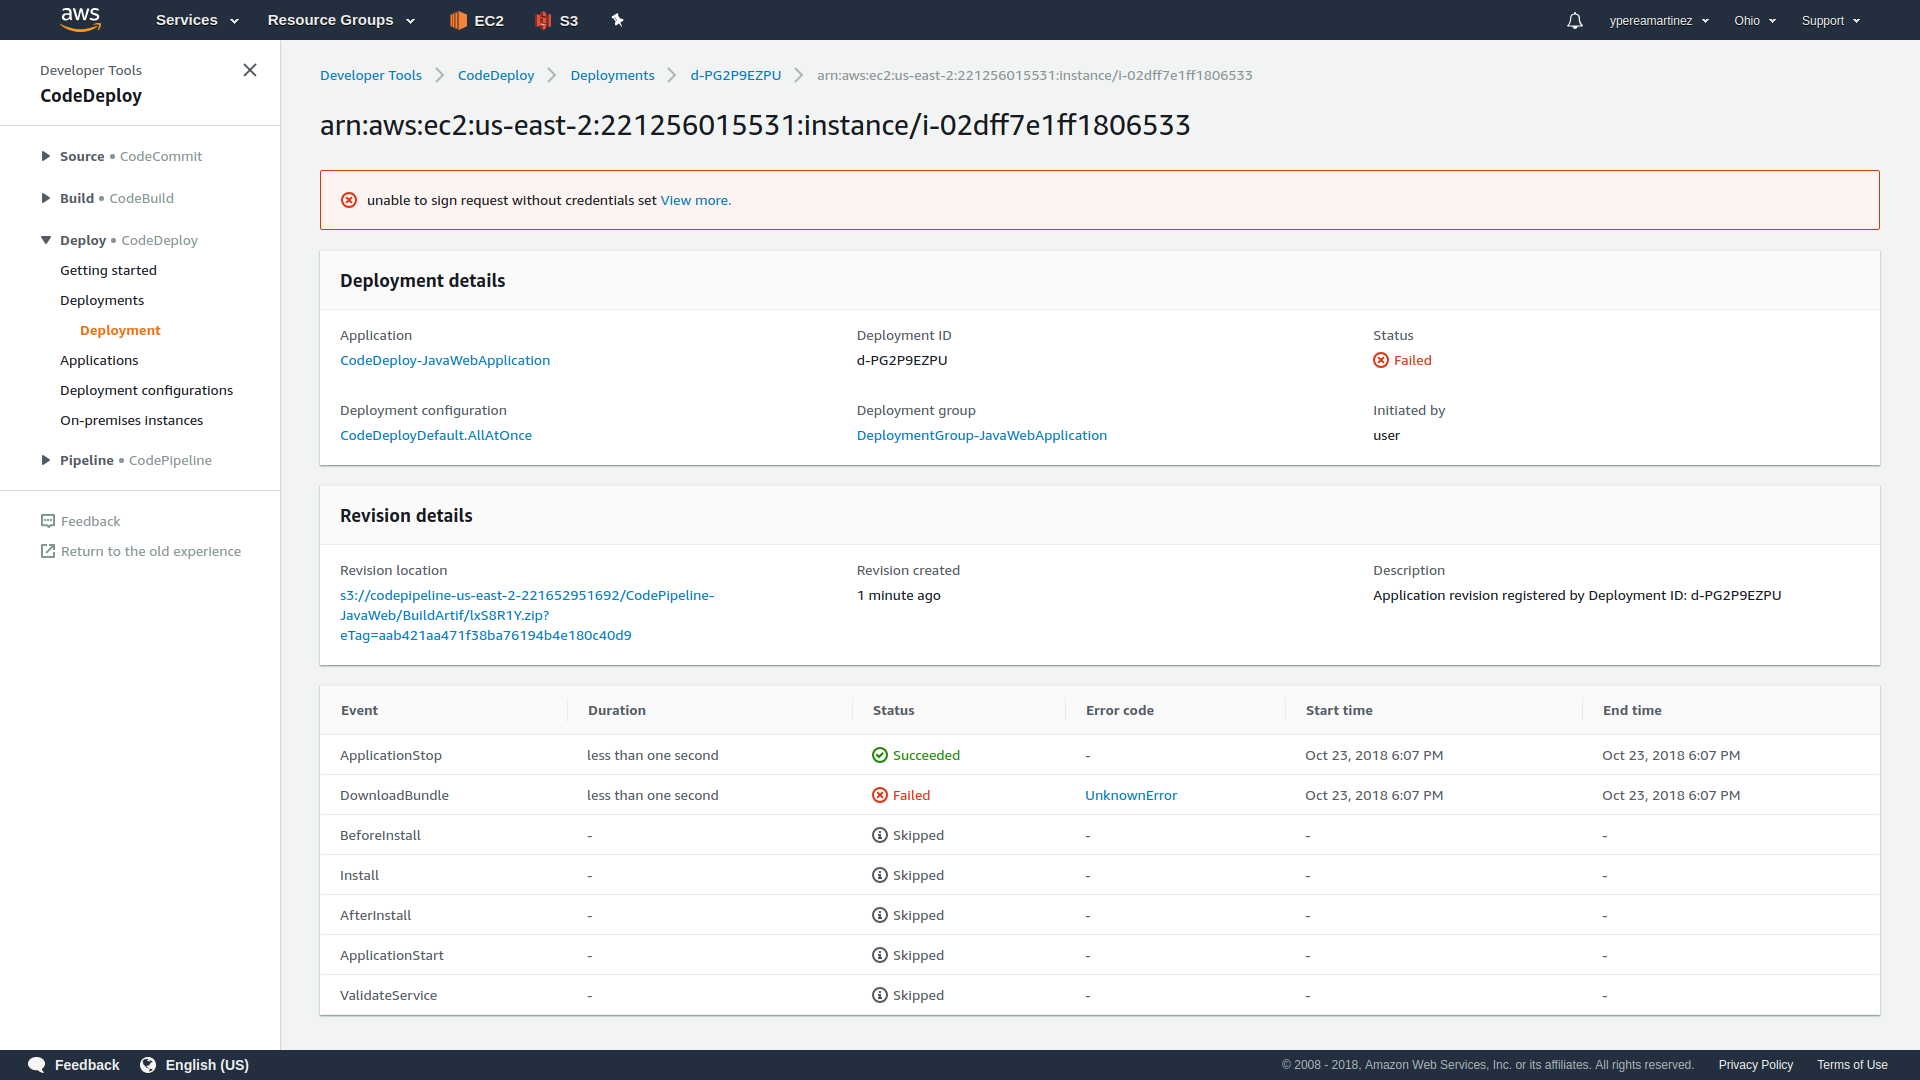 aws Services Resource Groups EC2 S3 ypereamartinez Ohio Support
Developer Tools
CodeDeploy
Source • CodeCommit
Build • CodeBuild
Deploy • CodeDeploy
Getting started
Deployments
Deployment
Applications
Deployment configurations
On-premises instances
Pipeline • CodePipeline
Feedback
Return to the old experience
Developer Tools CodeDeploy Deployments d-PG2P9EZPU arn:aws:ec2:us-east-2:221256015531:instance/i-02dff7e1ff1806533
arn:aws:ec2:us-east-2:221256015531:instance/i-02dff7e1ff1806533
unable to sign request without credentials set View more.
Deployment details
Application Deployment ID Status
CodeDeploy-JavaWebApplication d-PG2P9EZPU Failed
Deployment configuration Deployment group Initiated by
CodeDeployDefault.AllAtOnce DeploymentGroup-JavaWebApplication user
Revision details
Revision location Revision created Description
s3://codepipeline-us-east-2-221652951692/CodePipeline- 1 minute ago Application revision registered by Deployment ID: d-PG2P9EZPU
JavaWeb/BuildArtif/lxS8R1Y.zip?
eTag=aab421aa471f38ba76194b4e180c40d9
Event Duration Status Error code Start time End time
ApplicationStop less than one second Succeeded - Oct 23, 2018 6:07 PM Oct 23, 2018 6:07 PM
DownloadBundle less than one second Failed UnknownError Oct 23, 2018 6:07 PM Oct 23, 2018 6:07 PM
BeforeInstall - Skipped - - -
Install - Skipped - - -
AfterInstall - Skipped - - -
ApplicationStart - Skipped - - -
ValidateService - Skipped - - -
Feedback English (US) © 2008 - 2018, Amazon Web Services, Inc. or its affiliates. All rights reserved. Privacy Policy Terms of Use